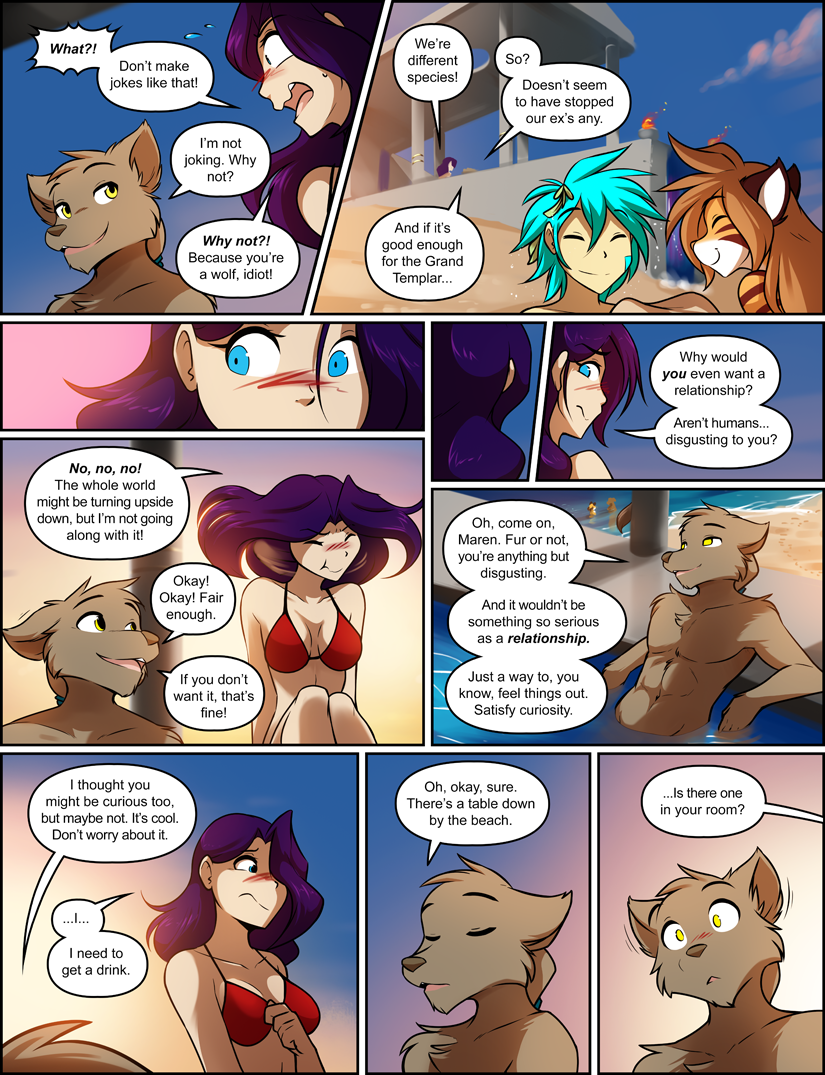 What?!
Don't make
jokes like that!
I'm not
joking. Why
not?
Why not?!
Because you're
a wolf, idiot!
We're
different
species!
So?
Doesn't seem
to have stopped
our ex's any.
And if it's
good enough
for the Grand
Templar...
Why would
you even want a
relationship?
Aren't humans...
disgusting to you?
Oh, come on,
Maren. Fur or not,
you're anything but
disgusting.
And it wouldn't be
something so serious
as a relationship.
Just a way to, you
know, feel things out.
Satisfy curiosity.
No, no, no!
The whole world
might be turning upside
down, but I'm not going
along with it!
Okay!
Okay! Fair
enough.
If you don't
want it, that's
fine!
I thought you
might be curious too,
but maybe not. It's cool.
Don't worry about it.
...I...
I need to
get a drink.
Oh, okay, sure.
There's a table down
by the beach.
...Is there one
in your room?